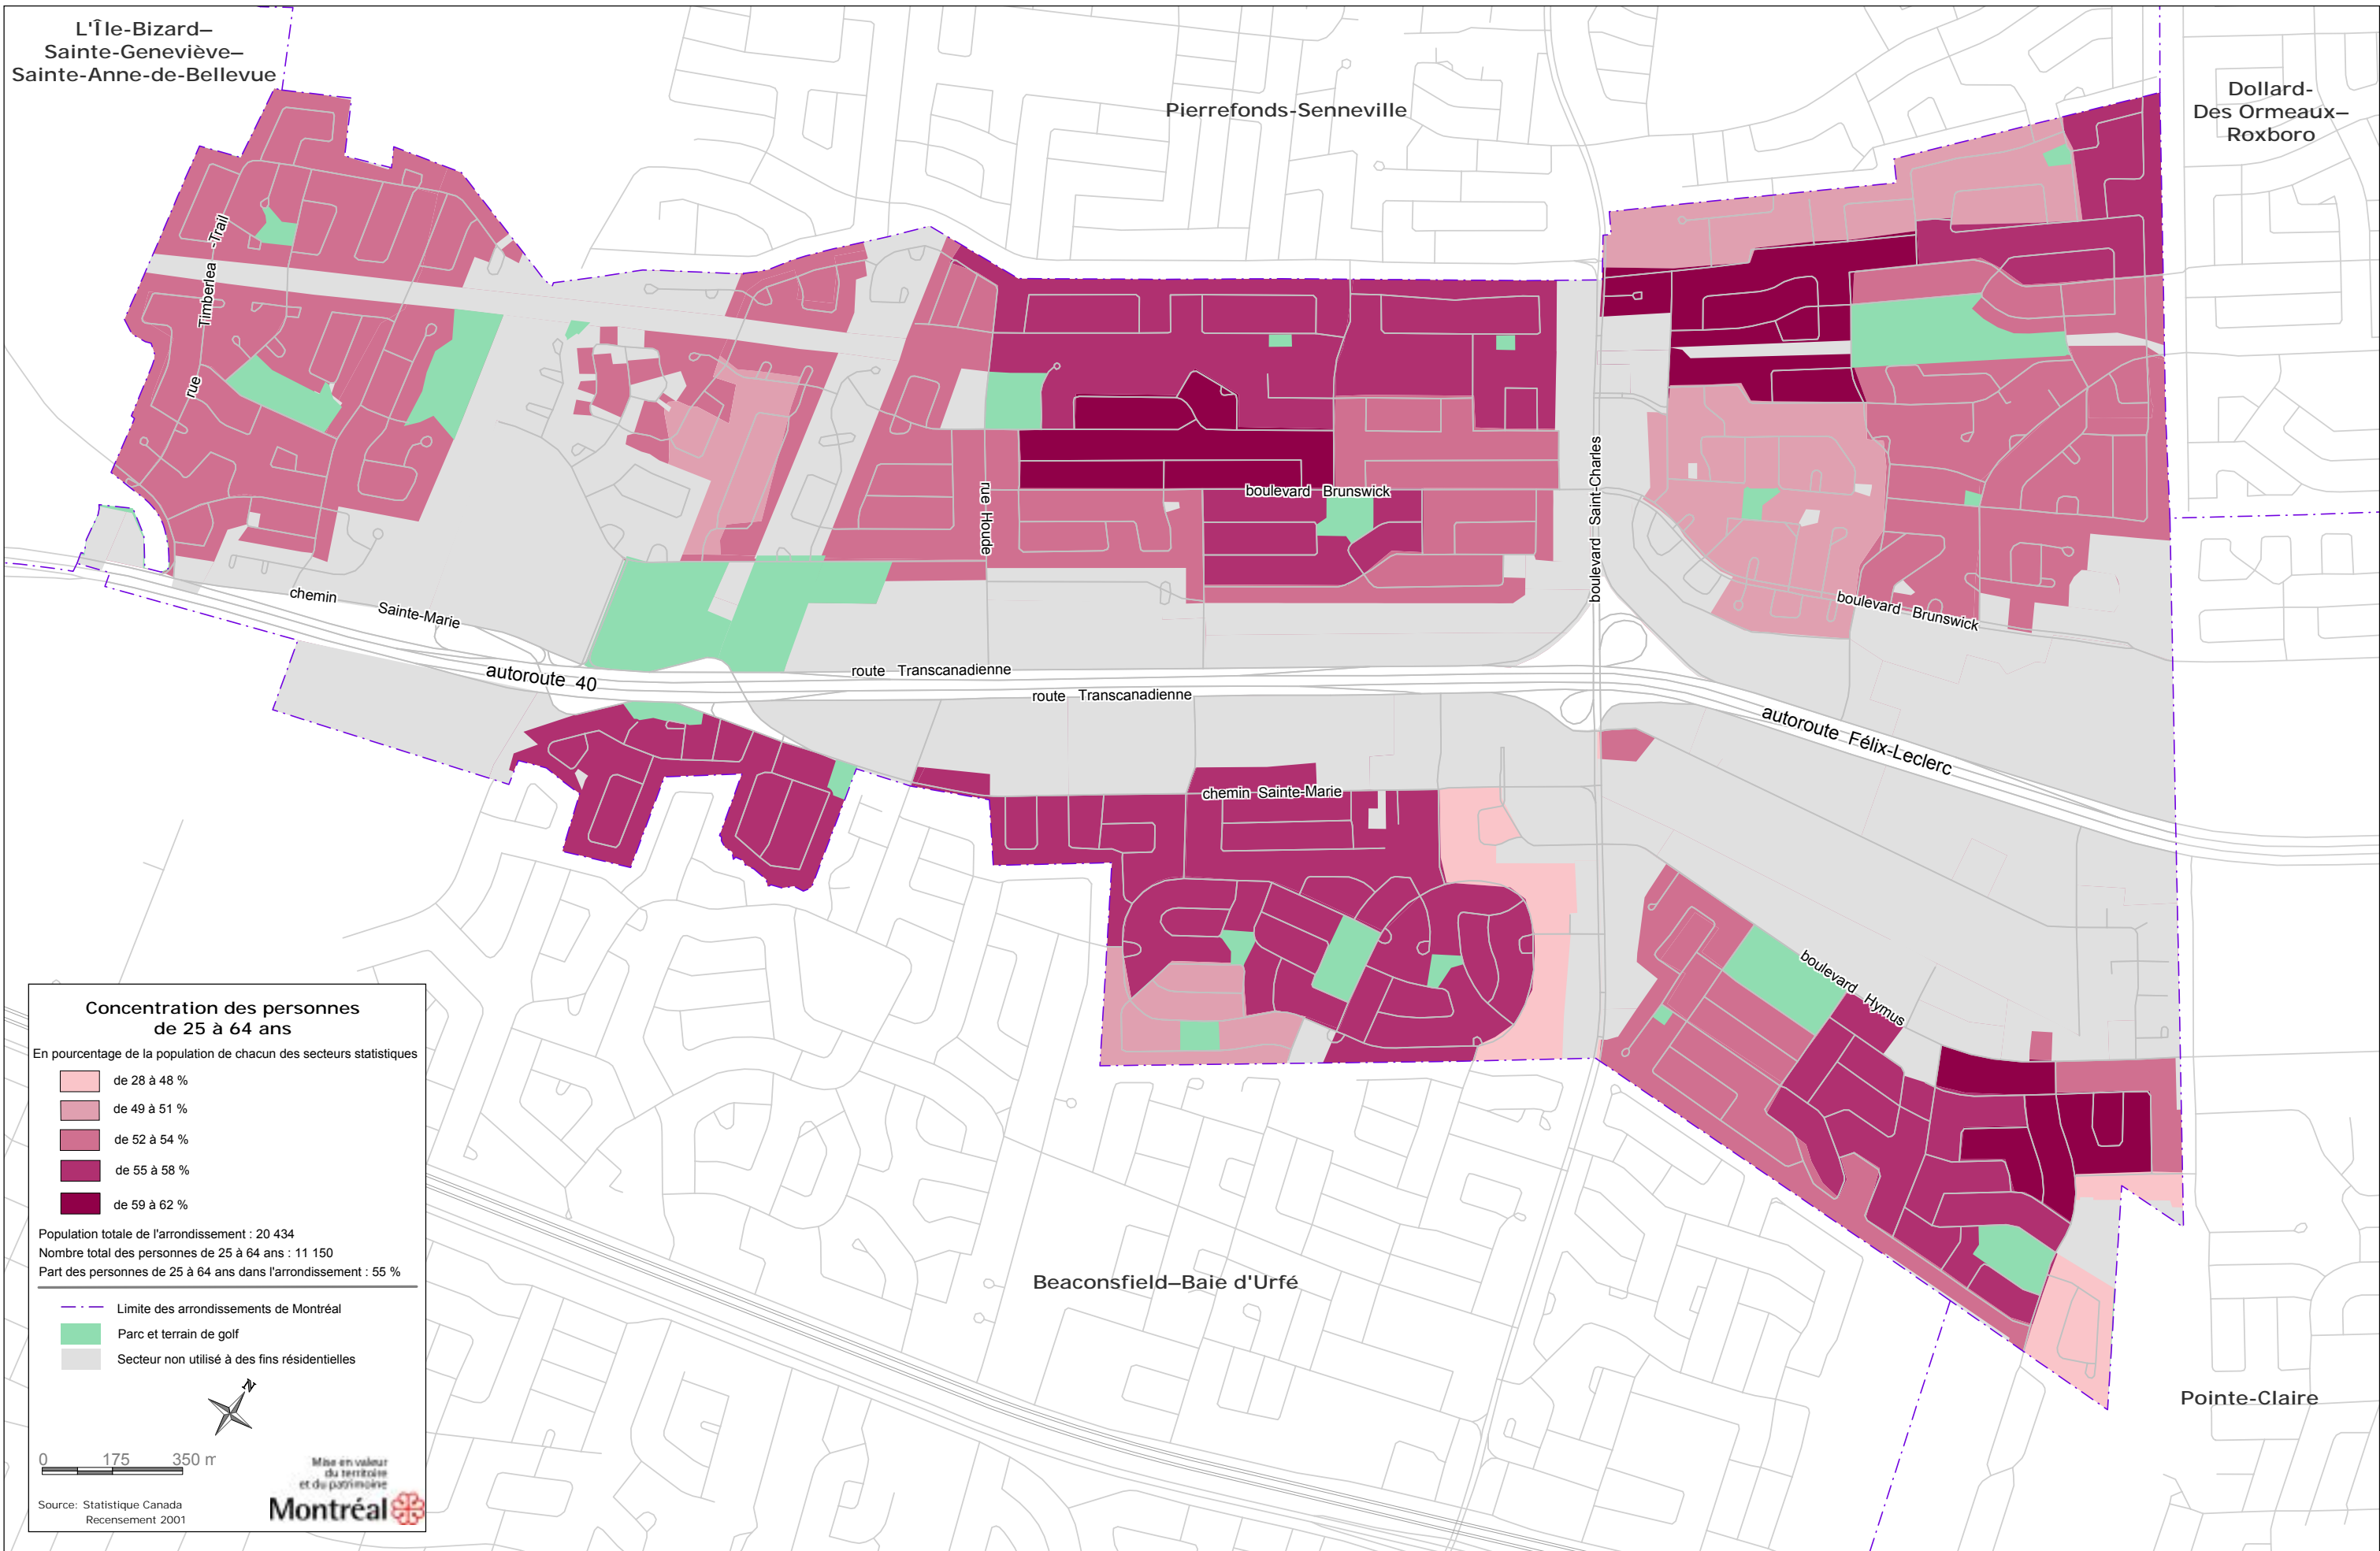 L'Île-Bizard–
Sainte-Geneviève–
Sainte-Anne-de-Bellevue
Pierrefonds-Senneville
Dollard-
Des Ormeaux–
Roxboro
rue Timberlea -Trail
rue Houde
boulevard Brunswick
boulevard Saint-Charles
boulevard Brunswick
chemin Sainte-Marie
autoroute 40
route Transcanadienne
route Transcanadienne
autoroute Félix-Leclerc
chemin Sainte-Marie
boulevard Hymus
Beaconsfield–Baie d'Urfé
Pointe-Claire
Concentration des personnes
de 25 à 64 ans
En pourcentage de la population de chacun des secteurs statistiques
de 28 à 48 %
de 49 à 51 %
de 52 à 54 %
de 55 à 58 %
de 59 à 62 %
Population totale de l'arrondissement : 20 434
Nombre total des personnes de 25 à 64 ans : 11 150
Part des personnes de 25 à 64 ans dans l'arrondissement : 55 %
Limite des arrondissements de Montréal
Parc et terrain de golf
Secteur non utilisé à des fins résidentielles
N
0 175 350 m
Mise en valeur
du territoire
et du patrimoine
Montréal
Source: Statistique Canada
Recensement 2001